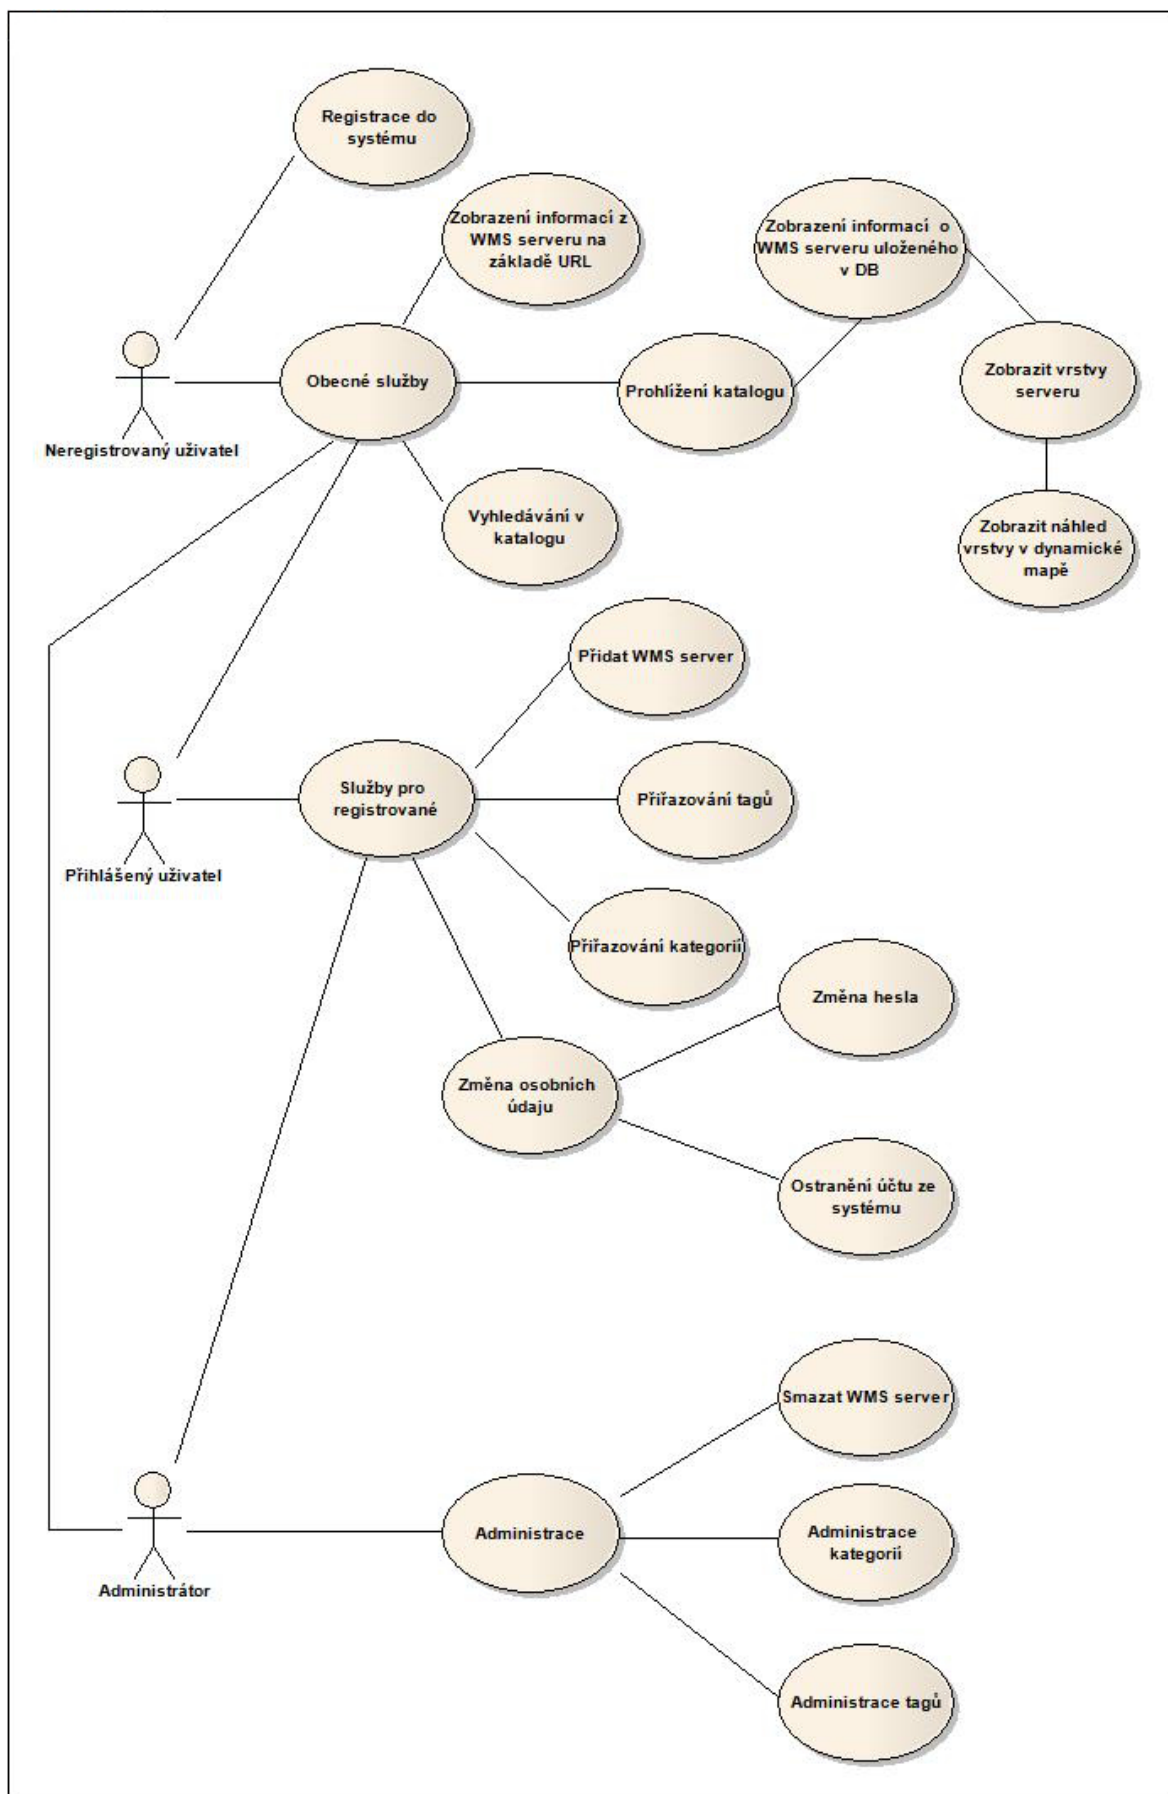 Registrace do
systému
Zobrazení informací z
WMS serveru na
základě URL
Zobrazení informací o
WMS serveru uloženého
v DB
Neregistrovaný uživatel
Obecné služby
Prohlížení katalogu
Zobrazit vrstvy
serveru
Vyhledávání v
katalogu
Zobrazit náhled
vrstvy v dynamické
mapě
Přidat WMS server
Přihlášený uživatel
Služby pro
registrované
Přiřazování tagů
Přiřazování kategorií
Změna osobních
údaju
Změna hesla
Ostranění účtu ze
systému
Smazat WMS server
Administrátor
Administrace
Administrace
kategorií
Administrace tagů